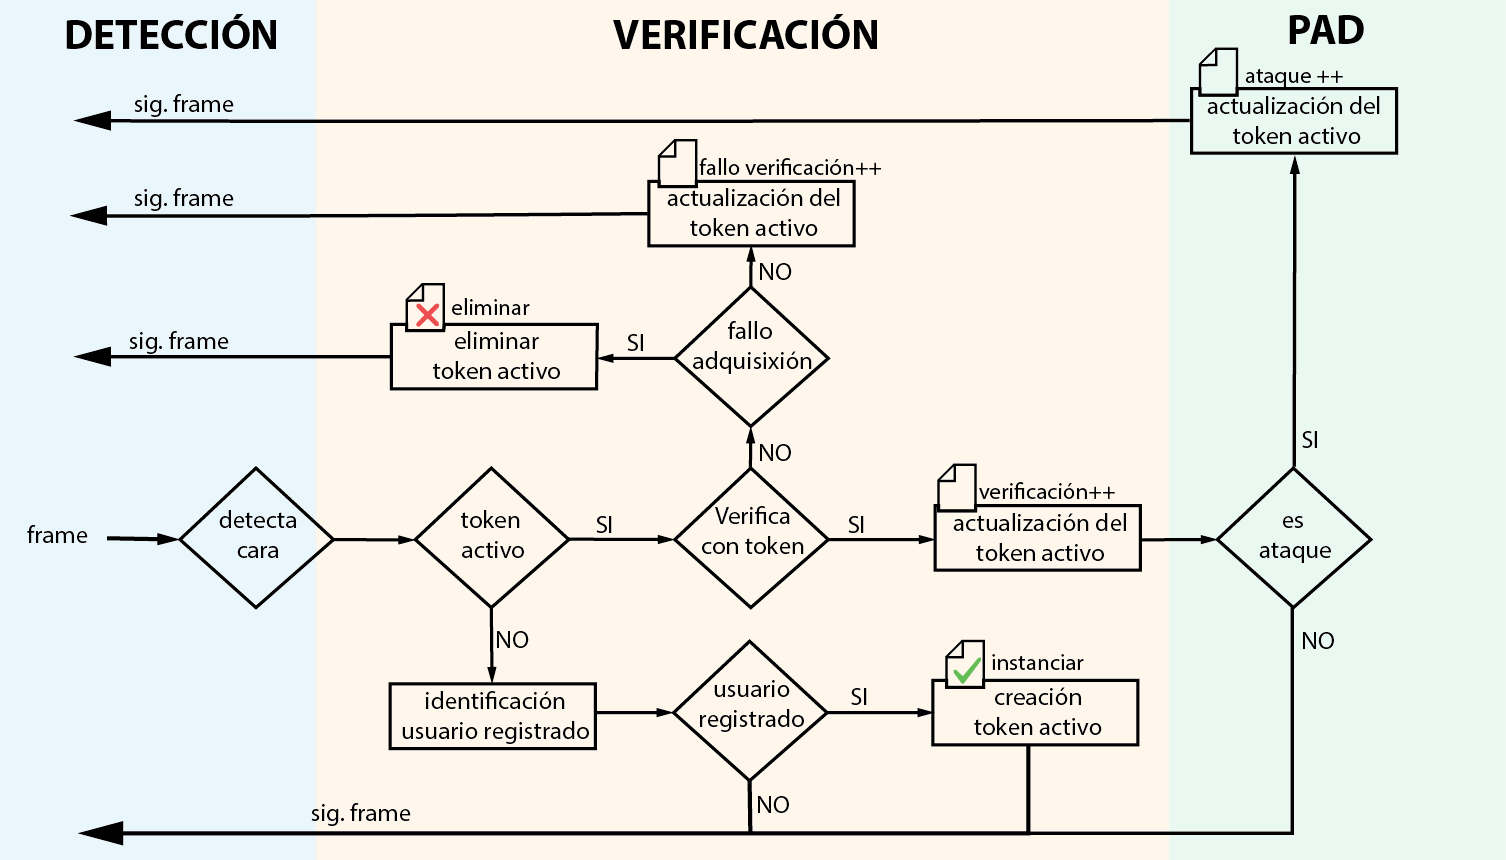 DETECCIÓN
VERIFICACIÓN
PAD
sig. frame
ataque ++
actualización del
token activo
sig. frame
fallo verificación++
actualización del
token activo
NO
sig. frame
eliminar
eliminar
token activo
SI
fallo
adquisixión
NO
SI
frame
detecta
cara
token
activo
SI
Verifica
con token
SI
verificación++
actualización del
token activo
es
ataque
NO
NO
identificación
usuario registrado
usuario
registrado
SI
instanciar
creación
token activo
NO
sig. frame